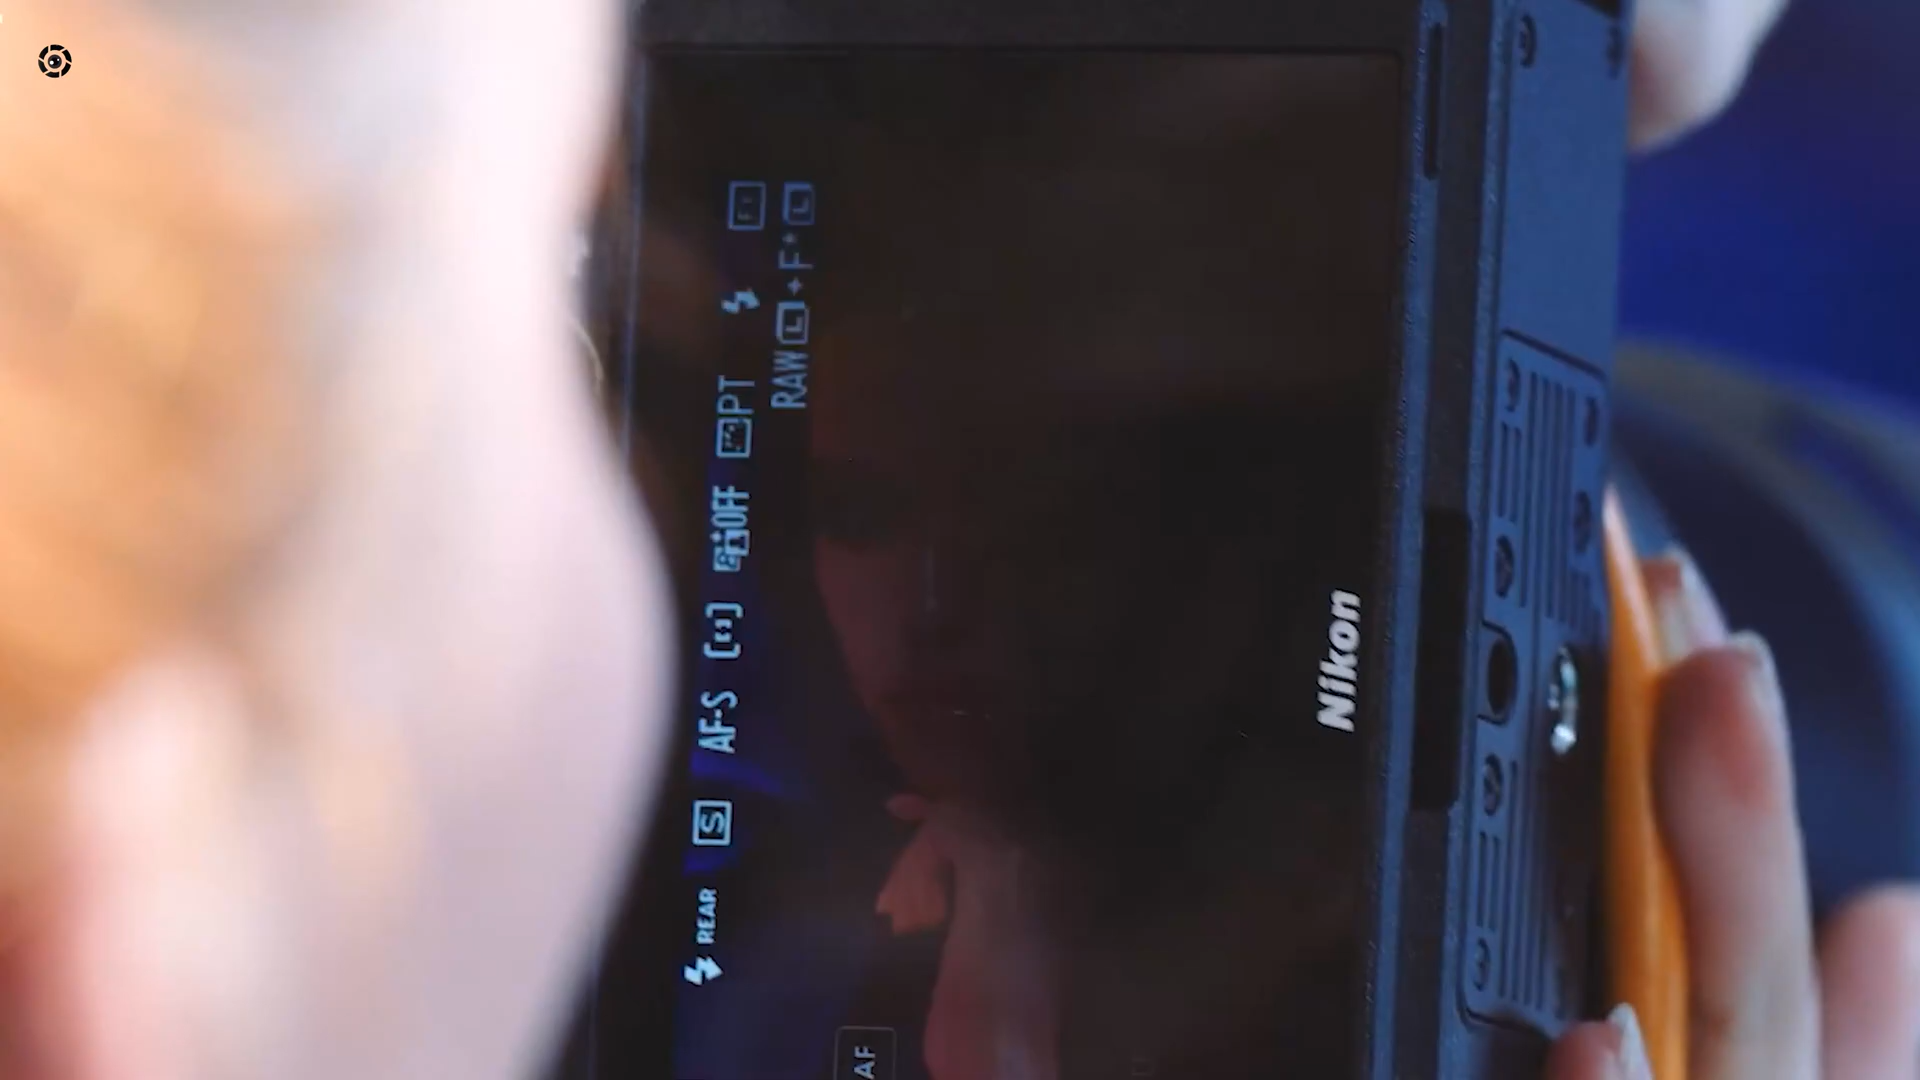 REAR S AF-S OFF PT
RAW L + F* L
Nikon
AF